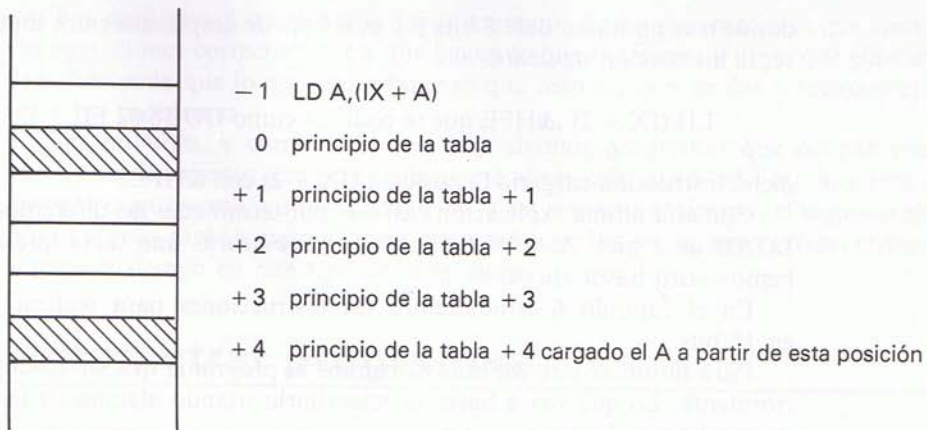 − 1 LD A,(IX + A)
0 principio de la tabla
+ 1 principio de la tabla + 1
+ 2 principio de la tabla + 2
+ 3 principio de la tabla + 3
+ 4 principio de la tabla + 4 cargado el A a partir de esta posición